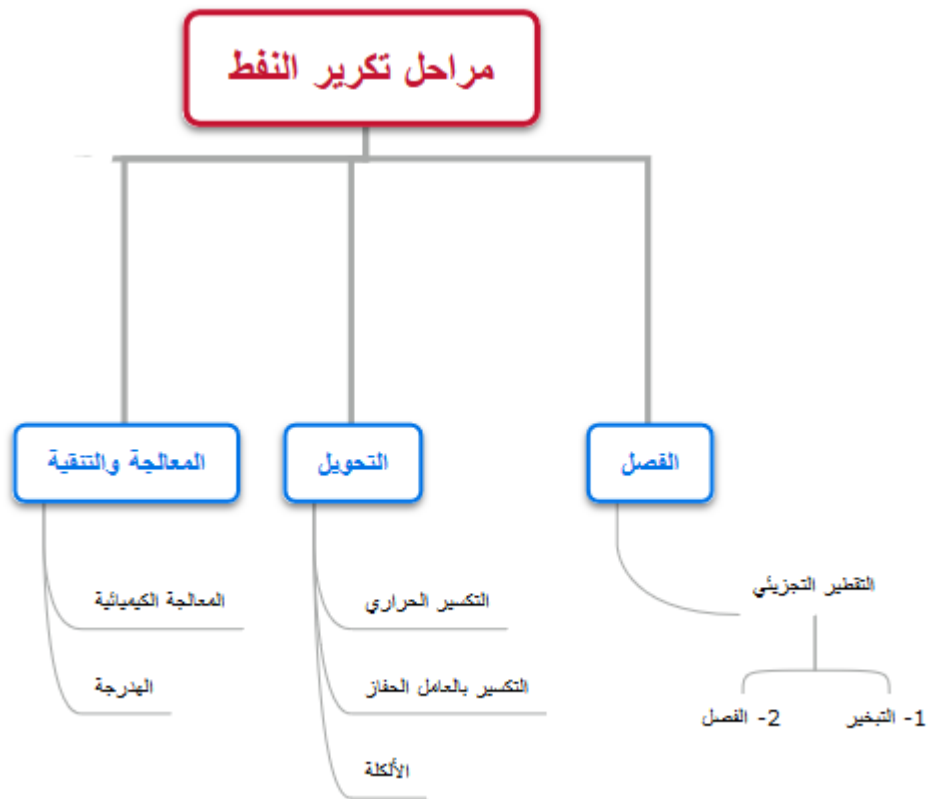 مراحل تكرير النفط
الفصل
التحويل
المعالجة والتنقية
التقطير التجزيئي
1- التبخير
2- الفصل
التكسير الحراري
التكسير بالعامل الحفاز
الألكلة
المعالجة الكيميائية
الهدرجة